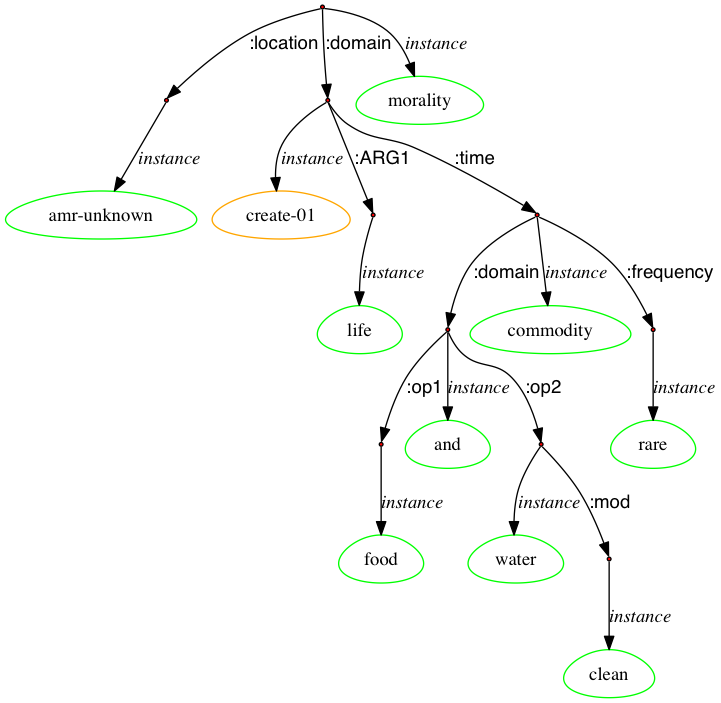 :location :domain instance
morality
instance instance :ARG1 :time
amr-unknown create-01
instance :domain instance :frequency
life commodity
:op1 instance :op2 instance
and rare
instance instance :mod
food water
instance
clean